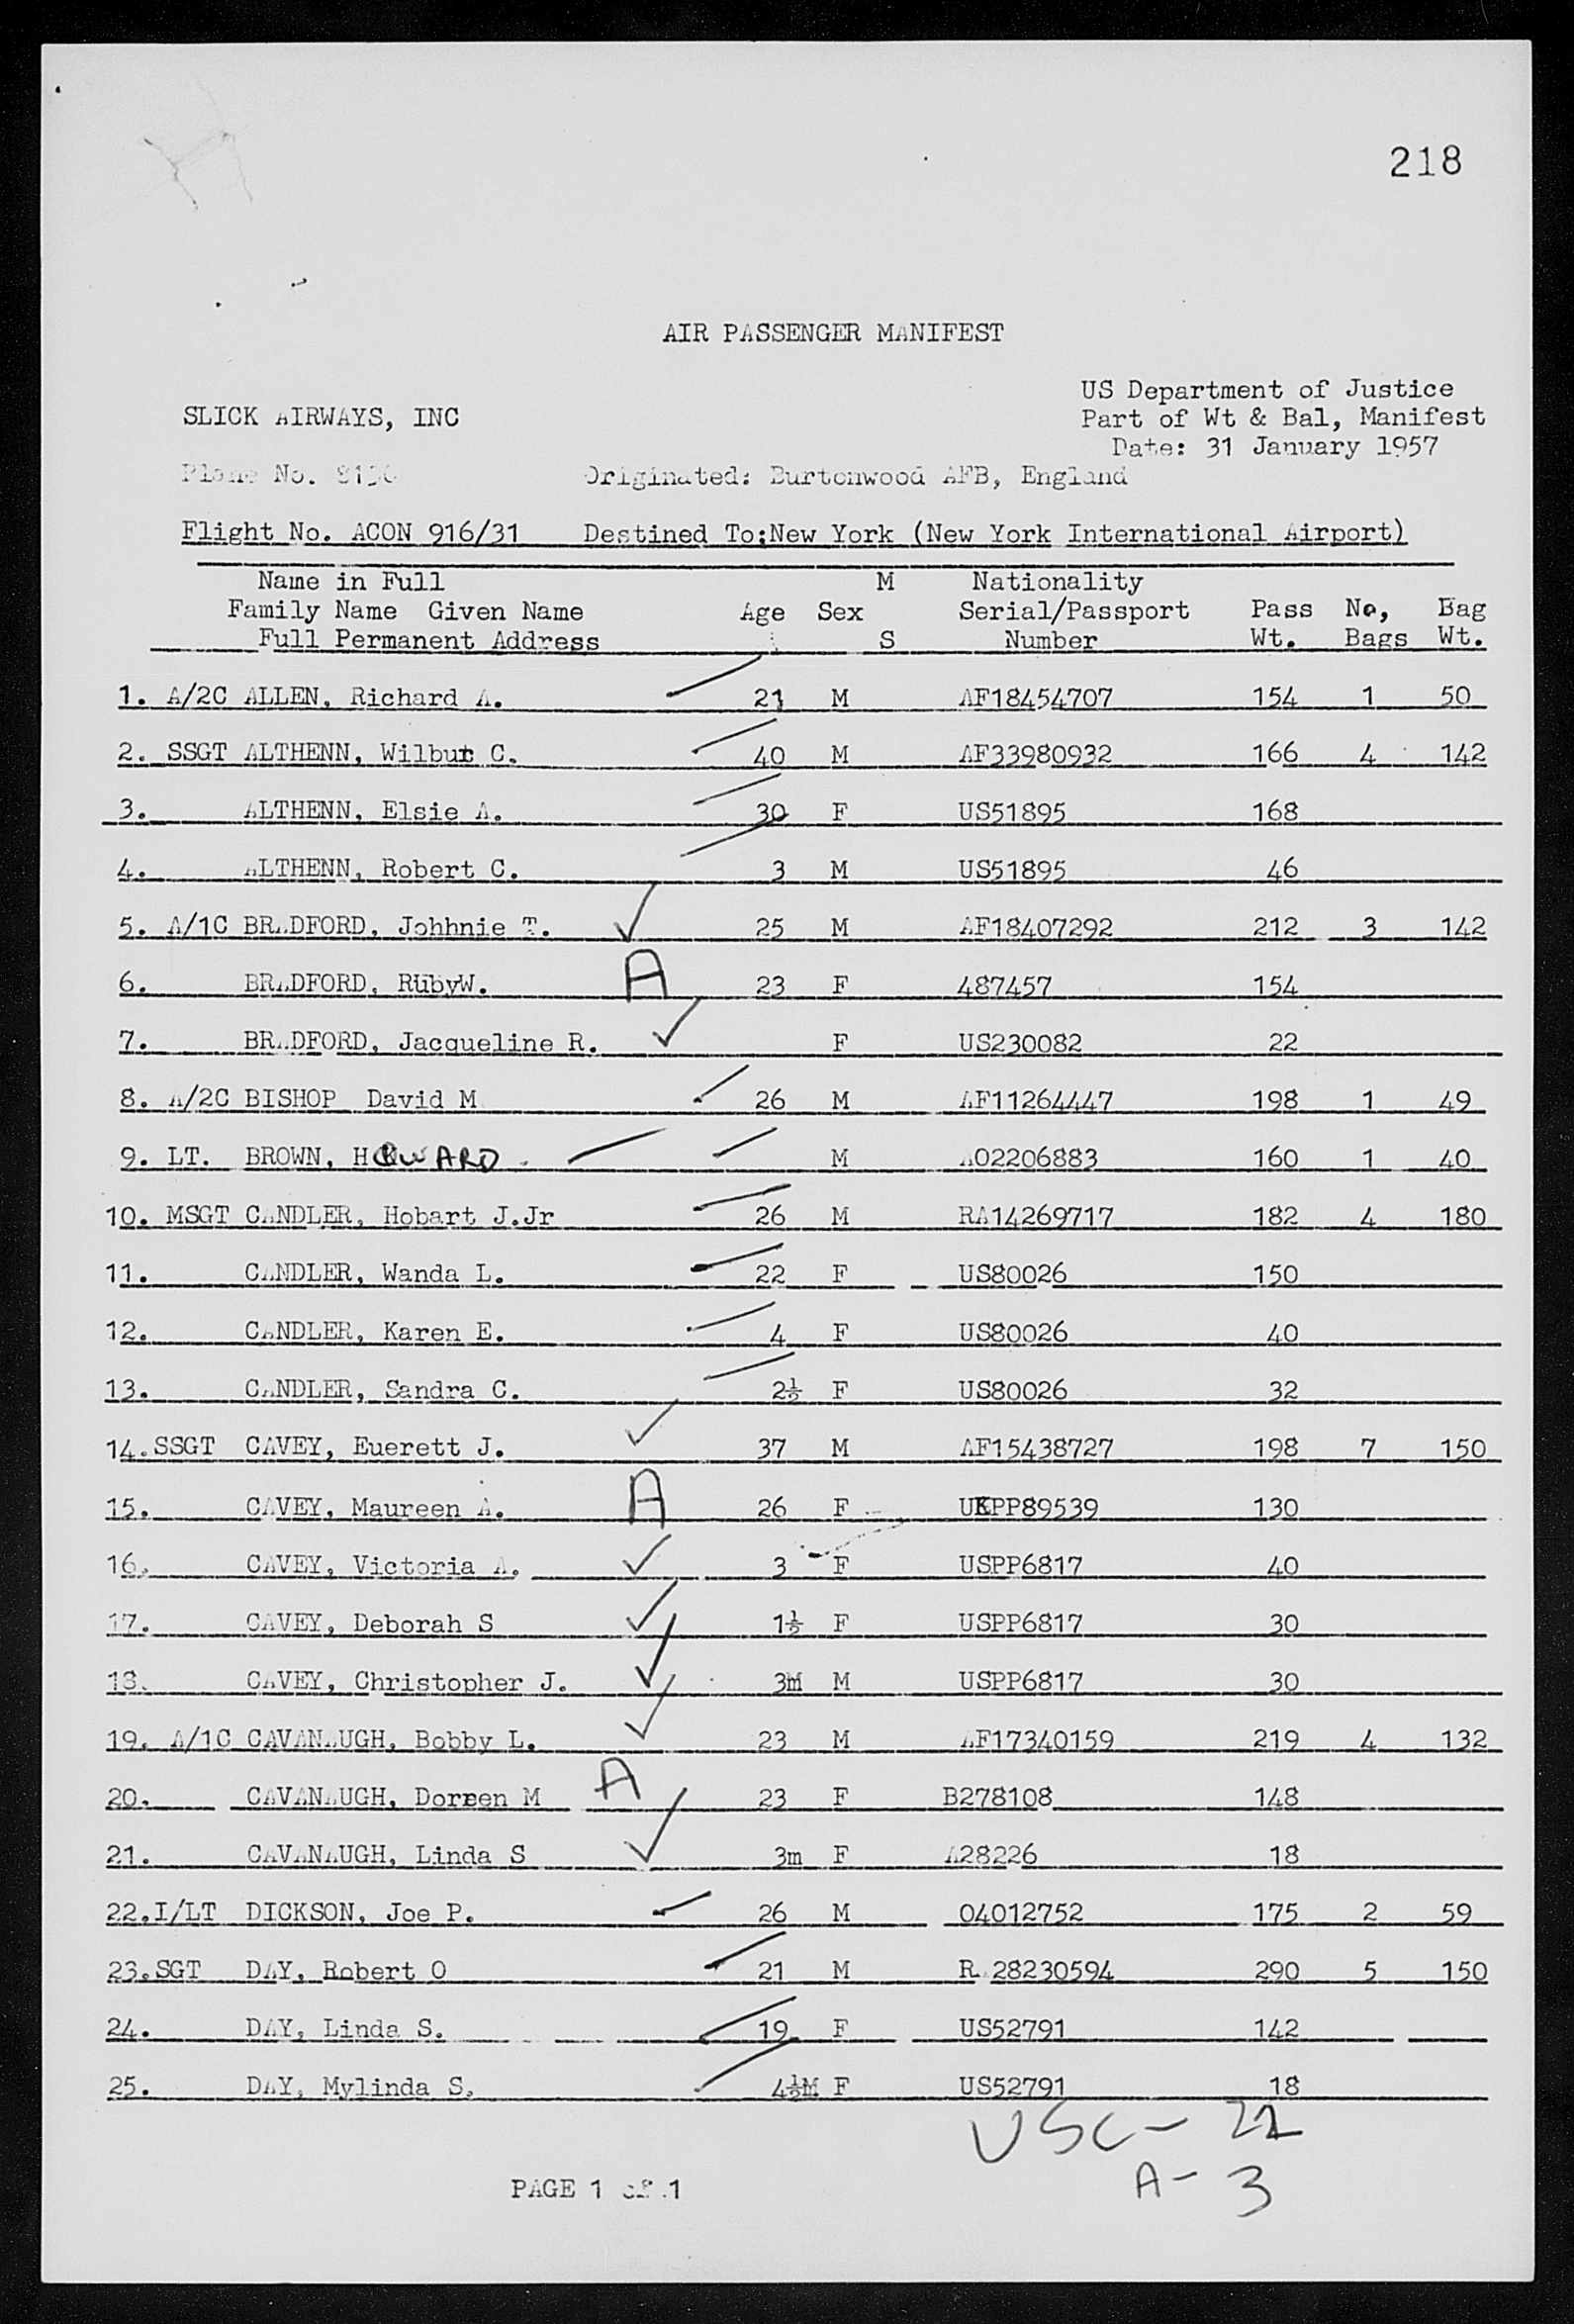 218
AIR PASSENGER MANIFEST
US Department of Justice
SLICK AIRWAYS, INC Part of Wt & Bal, Manifest
Date: 31 January 1957
Plane No. Originated: Burtonwood AFB, England
Flight No. ACON 916/31 Destined To:New York (New York International Airport)
Name in Full M Nationality
Family Name Given Name Age Sex Serial/Passport Pass No, Bag
Full Permanent Address S Number Wt. Bags Wt.
1. A/2C ALLEN, Richard A. 21 M AF18454707 154 1 50
2. SSGT ALTHENN, Wilbur C. 40 M AF33980932 166 4 142
3. ALTHENN, Elsie A. 30 F US51895 168
4. ALTHENN, Robert C. 3 M US51895 46
5. A/1C BRADFORD, Johhnie T. 25 M AF18407292 212 3 142
6. BRADFORD, RubyW. A 23 F 487457 154
7. BRADFORD, Jacqueline R. F US230082 22
8. A/2C BISHOP David M 26 M AF11264447 198 1 49
9. LT. BROWN, HOWARD M A02206883 160 1 40
10. MSGT CANDLER, Hobart J.Jr 26 M RA14269717 182 4 180
11. CANDLER, Wanda L. 22 F US80026 150
12. CANDLER, Karen E. 4 F US80026 40
13. CANDLER, Sandra C. 2½ F US80026 32
14.SSGT CAVEY, Euerett J. 37 M AF15438727 198 7 150
15. CAVEY, Maureen A. A 26 F UKPP89539 130
16. CAVEY, Victoria A. 3 F USPP6817 40
17. CAVEY, Deborah S 1½ F USPP6817 30
18. CAVEY, Christopher J. 3m M USPP6817 30
19. A/1C CAVANAUGH, Bobby L. 23 M AF17340159 219 4 132
20. CAVANAUGH, Doreen M A 23 F B278108 148
21. CAVANAUGH, Linda S 3m F A28226 18
22.I/LT DICKSON, Joe P. 26 M 04012752 175 2 59
23.SGT DAY, Robert O 21 M RA28230594 290 5 150
24. DAY, Linda S. 19 F US52791 142
25. DAY, Mylinda S. 4½M F US52791 18
USC - 22
A - 3
PAGE 1 of 1